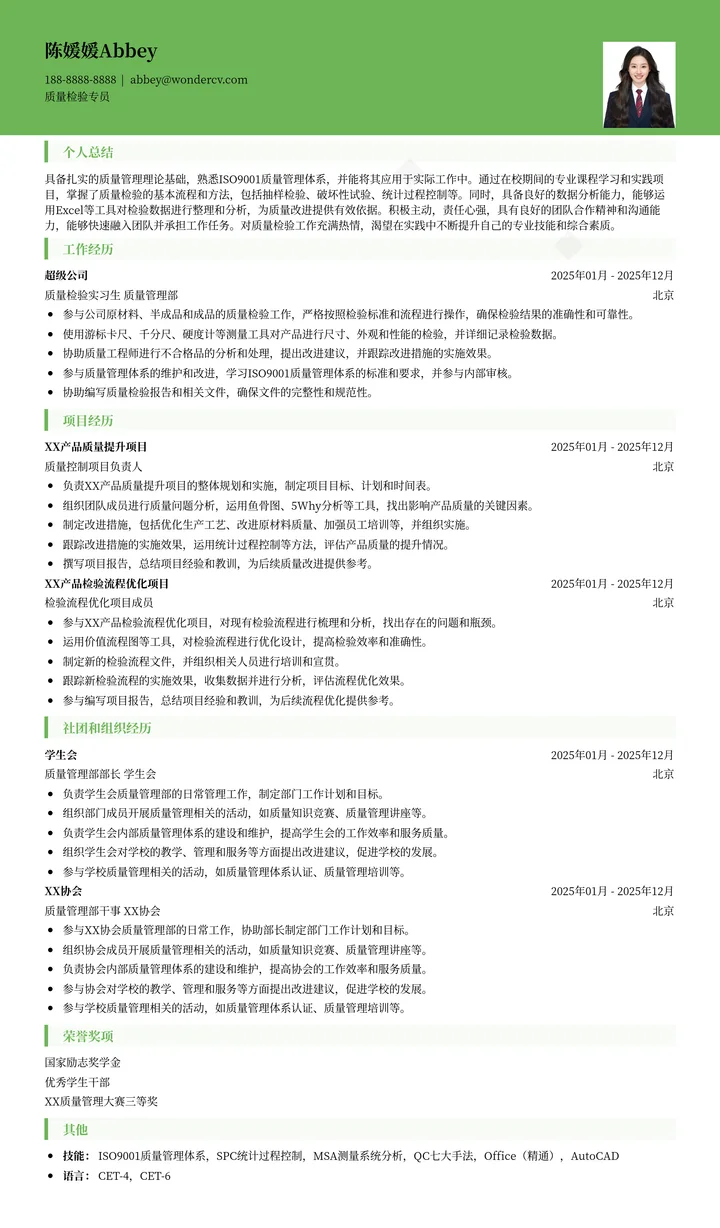 陈媛媛Abbey
188-8888-8888 | abbey@wondercv.com
质量检验专员
个人总结
具备扎实的质量管理理论基础，熟悉ISO9001质量管理体系，并能将其应用于实际工作中。通过在校期间的专业课程学习和实践项
目，掌握了质量检验的基本流程和方法，包括抽样检验、破坏性试验、统计过程控制等。同时，具备良好的数据分析能力，能够运
用Excel等工具对检验数据进行整理和分析，为质量改进提供有效依据。积极主动，责任心强，具有良好的团队合作精神和沟通能
力，能够快速融入团队并承担工作任务。对质量检验工作充满热情，渴望在实践中不断提升自己的专业技能和综合素质。
工作经历
超级公司 2025年01月 - 2025年12月
质量检验实习生 质量管理部 北京
• 参与公司原材料、半成品和成品的质量检验工作，严格按照检验标准和流程进行操作，确保检验结果的准确性和可靠性。
• 使用游标卡尺、千分尺、硬度计等测量工具对产品进行尺寸、外观和性能的检验，并详细记录检验数据。
• 协助质量工程师进行不合格品的分析和处理，提出改进建议，并跟踪改进措施的实施效果。
• 参与质量管理体系的维护和改进，学习ISO9001质量管理体系的标准和要求，并参与内部审核。
• 协助编写质量检验报告和相关文件，确保文件的完整性和规范性。
项目经历
XX产品质量提升项目 2025年01月 - 2025年12月
质量控制项目负责人 北京
• 负责XX产品质量提升项目的整体规划和实施，制定项目目标、计划和时间表。
• 组织团队成员进行质量问题分析，运用鱼骨图、5Why分析等工具，找出影响产品质量的关键因素。
• 制定改进措施，包括优化生产工艺、改进原材料质量、加强员工培训等，并组织实施。
• 跟踪改进措施的实施效果，运用统计过程控制等方法，评估产品质量的提升情况。
• 撰写项目报告，总结项目经验和教训，为后续质量改进提供参考。
XX产品检验流程优化项目 2025年01月 - 2025年12月
检验流程优化项目成员 北京
• 参与XX产品检验流程优化项目，对现有检验流程进行梳理和分析，找出存在的问题和瓶颈。
• 运用价值流程图等工具，对检验流程进行优化设计，提高检验效率和准确性。
• 制定新的检验流程文件，并组织相关人员进行培训和宣贯。
• 跟踪新检验流程的实施效果，收集数据并进行分析，评估流程优化效果。
• 参与编写项目报告，总结项目经验和教训，为后续流程优化提供参考。
社团和组织经历
学生会 2025年01月 - 2025年12月
质量管理部部长 学生会 北京
• 负责学生会质量管理部的日常管理工作，制定部门工作计划和目标。
• 组织部门成员开展质量管理相关的活动，如质量知识竞赛、质量管理讲座等。
• 负责学生会内部质量管理体系的建设和维护，提高学生会的工作效率和服务质量。
• 组织学生会对学校的教学、管理和服务等方面提出改进建议，促进学校的发展。
• 参与学校质量管理相关的活动，如质量管理体系认证、质量管理培训等。
XX协会 2025年01月 - 2025年12月
质量管理部干事 XX协会 北京
• 参与XX协会质量管理部的日常工作，协助部长制定部门工作计划和目标。
• 组织协会成员开展质量管理相关的活动，如质量知识竞赛、质量管理讲座等。
• 负责协会内部质量管理体系的建设和维护，提高协会的工作效率和服务质量。
• 参与协会对学校的教学、管理和服务等方面提出改进建议，促进学校的发展。
• 参与学校质量管理相关的活动，如质量管理体系认证、质量管理培训等。
荣誉奖项
国家励志奖学金
优秀学生干部
XX质量管理大赛三等奖
其他
• 技能： ISO9001质量管理体系，SPC统计过程控制，MSA测量系统分析，QC七大手法，Office（精通），AutoCAD
• 语言： CET-4，CET-6